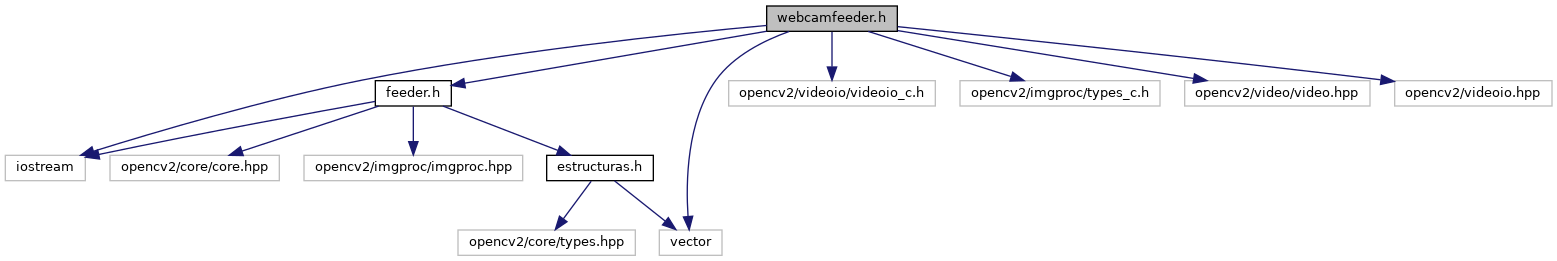 webcamfeeder.h
feeder.h
opencv2/videoio/videoio_c.h
opencv2/imgproc/types_c.h
opencv2/video/video.hpp
opencv2/videoio.hpp
iostream
opencv2/core/core.hpp
opencv2/imgproc/imgproc.hpp
estructuras.h
opencv2/core/types.hpp
vector